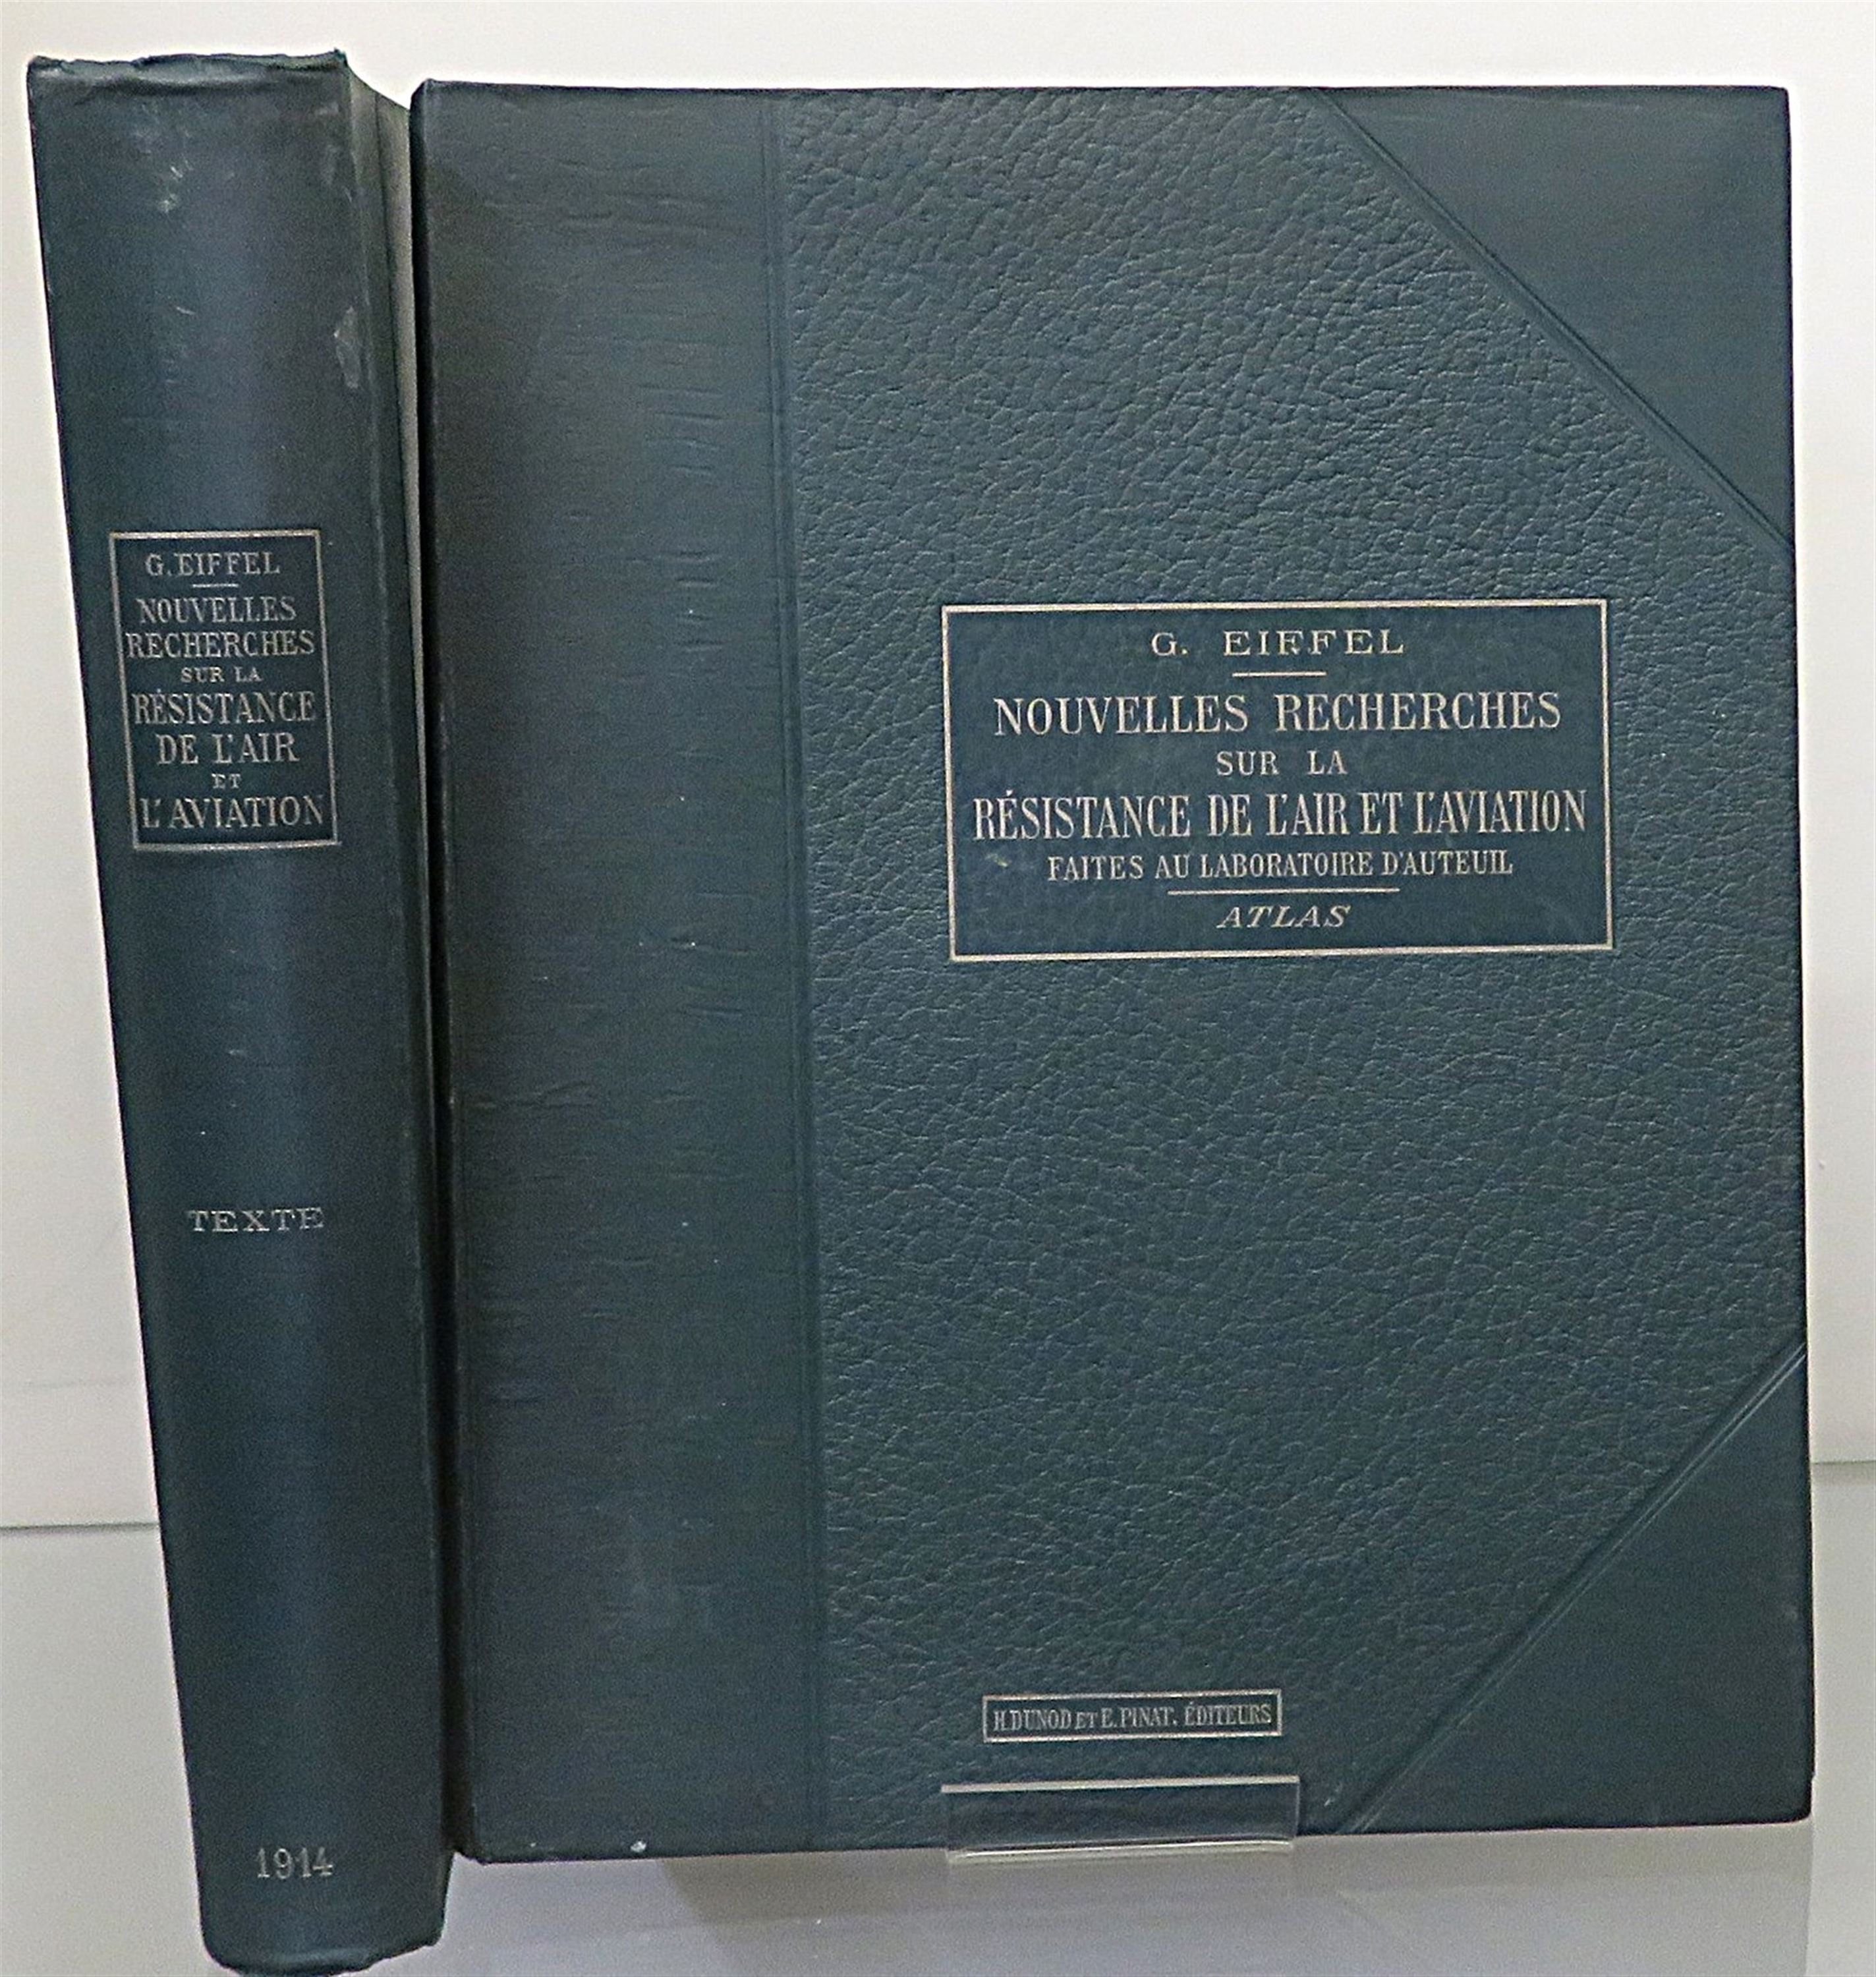 G. EIFFEL
NOUVELLES
RECHERCHES
SUR LA
RÉSISTANCE
DE L'AIR
ET
L'AVIATION
TEXTE
1914
G. EIFFEL
NOUVELLES RECHERCHES
SUR LA
RÉSISTANCE DE L'AIR ET L'AVIATION
FAITES AU LABORATOIRE D'AUTEUIL
ATLAS
H. DUNOD ET E. PINAT, ÉDITEURS